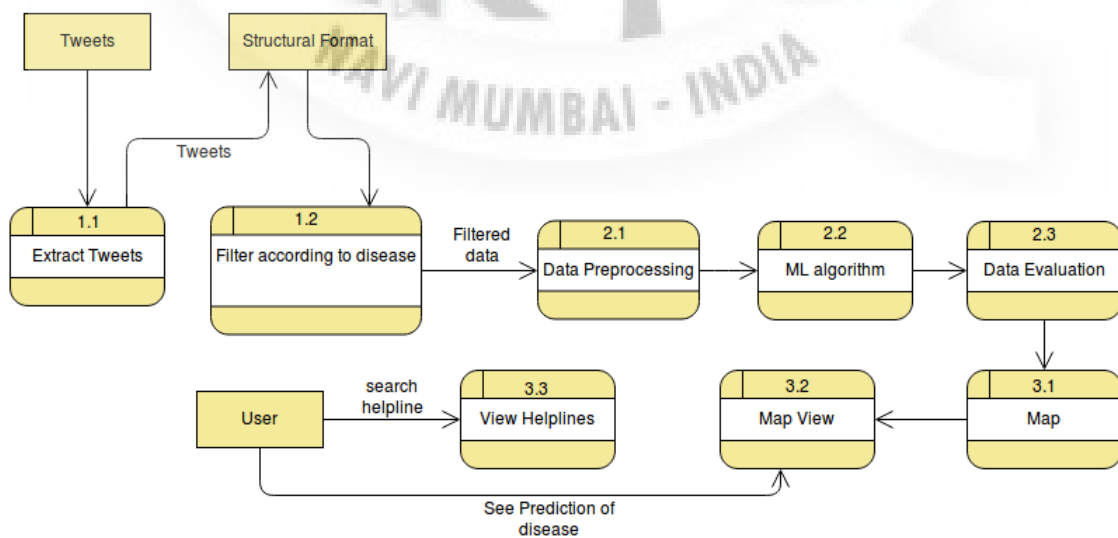 Tweets
Structural Format
NAVI MUMBAI - INDIA
Tweets
1.1
Extract Tweets
1.2
Filter according to disease
Filtered
data
2.1
Data Preprocessing
2.2
ML algorithm
2.3
Data Evaluation
User
search
helpline
3.3
View Helplines
3.2
Map View
3.1
Map
See Prediction of
disease